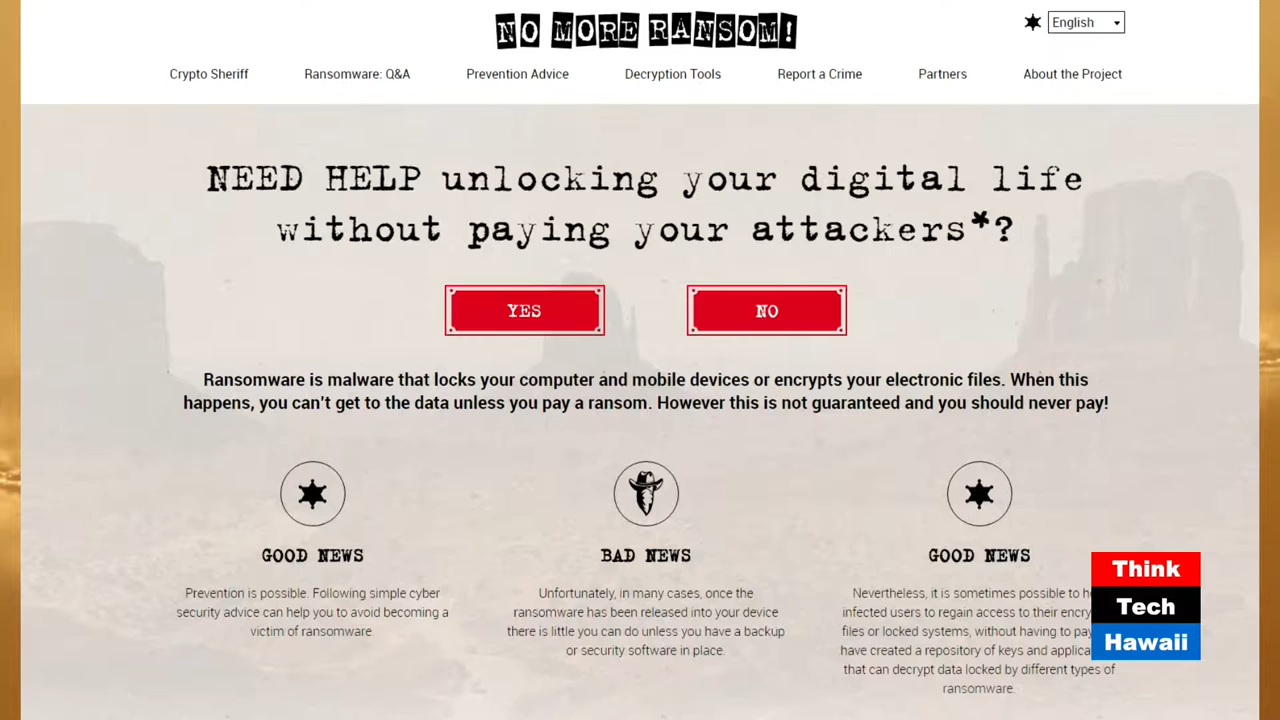 NO MORE RANSOM!
English
Crypto Sheriff Ransomware: Q&A Prevention Advice Decryption Tools Report a Crime Partners About the Project
NEED HELP unlocking your digital life
without paying your attackers*?
YES NO
Ransomware is malware that locks your computer and mobile devices or encrypts your electronic files. When this
happens, you can't get to the data unless you pay a ransom. However this is not guaranteed and you should never pay!
GOOD NEWS
Prevention is possible. Following simple cyber
security advice can help you to avoid becoming a
victim of ransomware.
BAD NEWS
Unfortunately, in many cases, once the
ransomware has been released into your device
there is little you can do unless you have a backup
or security software in place.
GOOD NEWS
Nevertheless, it is sometimes possible to
infected users to regain access to their
files or locked systems, without having to
have created a repository of keys and
that can decrypt data locked by different types of
ransomware.
Think
Tech
Hawaii